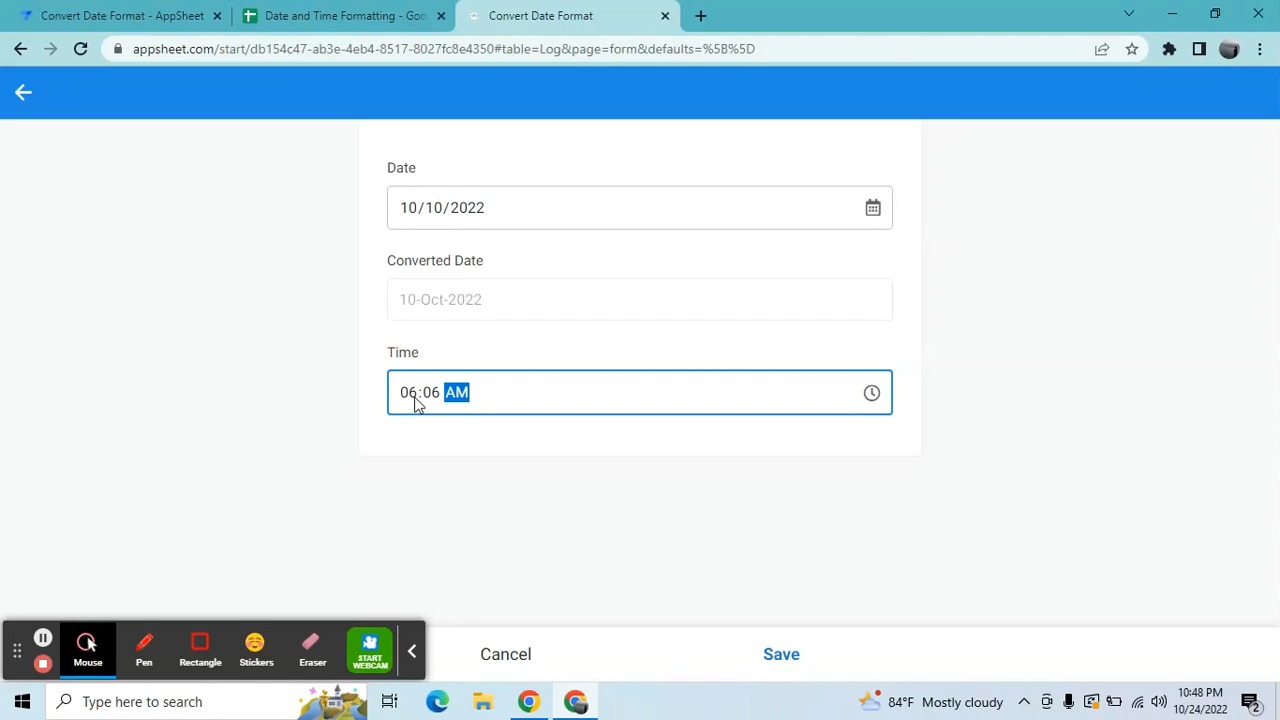 Convert Date Format - AppSheet
Date and Time Formatting - Goo
Convert Date Format
appsheet.com/start/db154c47-ab3e-4eb4-8517-8027fc8e4350#table=Log&page=form&defaults=%5B%5D
Date
10/10/2022
Converted Date
10-Oct-2022
Time
06:06 AM
Cancel
Save
Mouse
Pen
Rectangle
Stickers
Eraser
START
WEBCAM
Type here to search
84°F Mostly cloudy
10:48 PM
10/24/2022
2